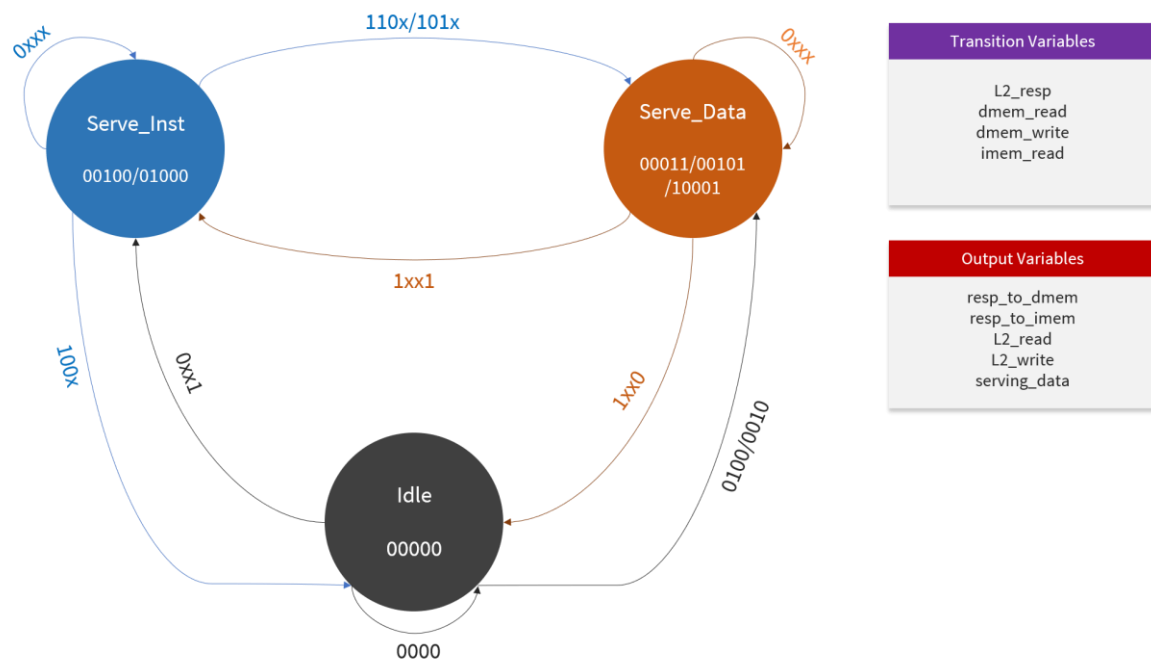 0xxx
110x/101x
0xxx
Serve_Inst
00100/01000
Serve_Data
00011/00101
/10001
1xx1
100x
0xx1
1xx0
0100/0010
Idle
00000
0000
Transition Variables
L2_resp
dmem_read
dmem_write
imem_read
Output Variables
resp_to_dmem
resp_to_imem
L2_read
L2_write
serving_data